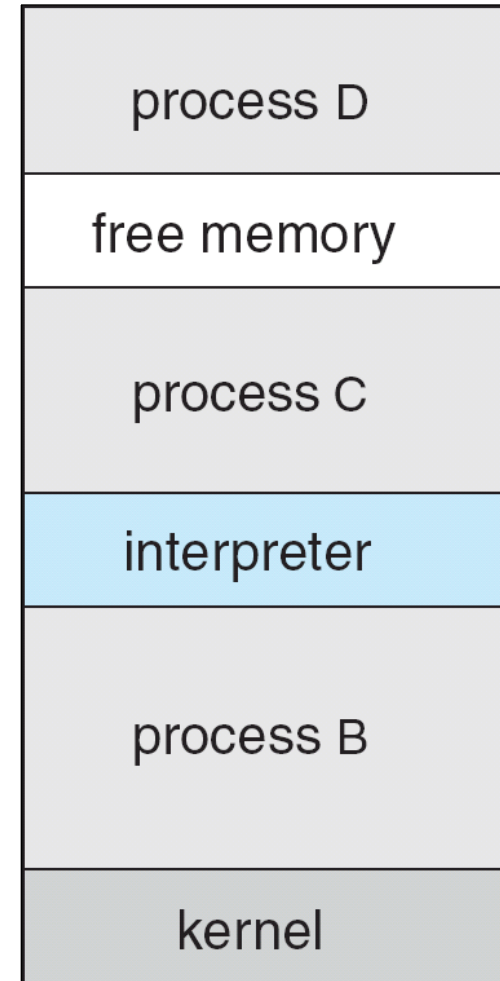 process D
free memory
process C
interpreter
process B
kernel